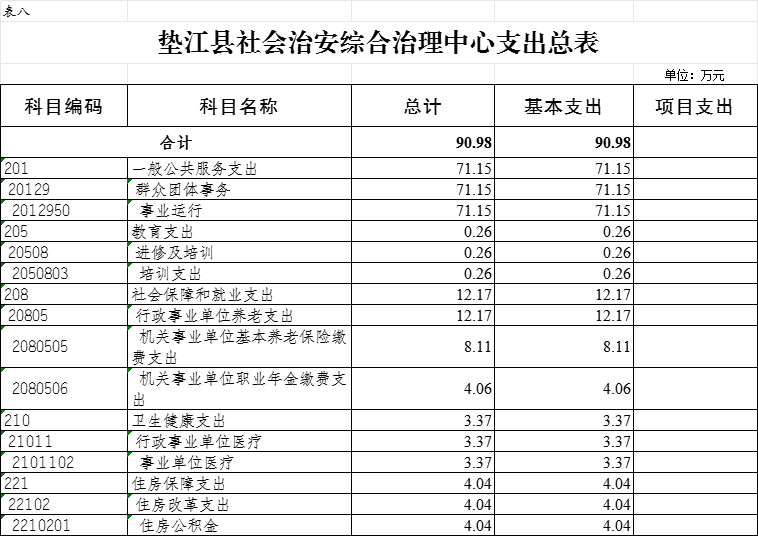 表八
垫江县社会治安综合治理中心支出总表
单位：万元
科目编码 科目名称 总计 基本支出 项目支出
合计 90.98 90.98
201 一般公共服务支出 71.15 71.15
20129 群众团体事务 71.15 71.15
2012950 事业运行 71.15 71.15
205 教育支出 0.26 0.26
20508 进修及培训 0.26 0.26
2050803 培训支出 0.26 0.26
208 社会保障和就业支出 12.17 12.17
20805 行政事业单位养老支出 12.17 12.17
2080505 机关事业单位基本养老保险缴 8.11 8.11
费支出
2080506 机关事业单位职业年金缴费支 4.06 4.06
出
210 卫生健康支出 3.37 3.37
21011 行政事业单位医疗 3.37 3.37
2101102 事业单位医疗 3.37 3.37
221 住房保障支出 4.04 4.04
22102 住房改革支出 4.04 4.04
2210201 住房公积金 4.04 4.04